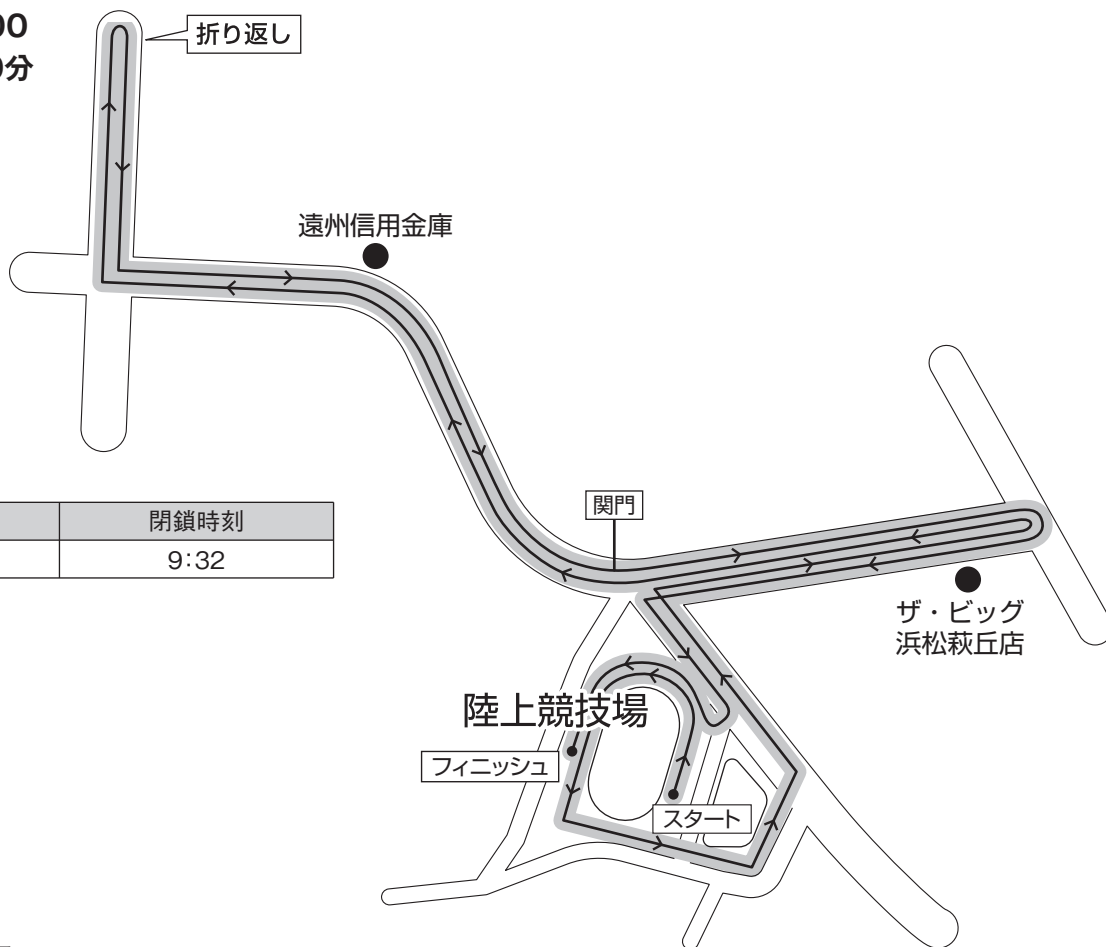 00
分
折り返し
遠州信用金庫
関門
閉鎖時刻
9:32
ザ・ビッグ
浜松萩丘店
陸上競技場
フィニッシュ
スタート